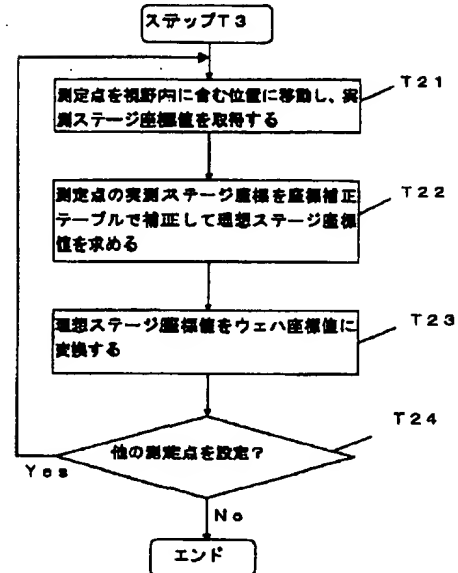 ステップT3
測定点を視野内に含む位置に移動し、実
測ステージ座標値を取得する
T21
測定点の実測ステージ座標を座標補正
テーブルで補正して理想ステージ座標
値を求める
T22
理想ステージ座標値をウェハ座標値に
変換する
T23
他の測定点を設定?
T24
Yes
No
エンド